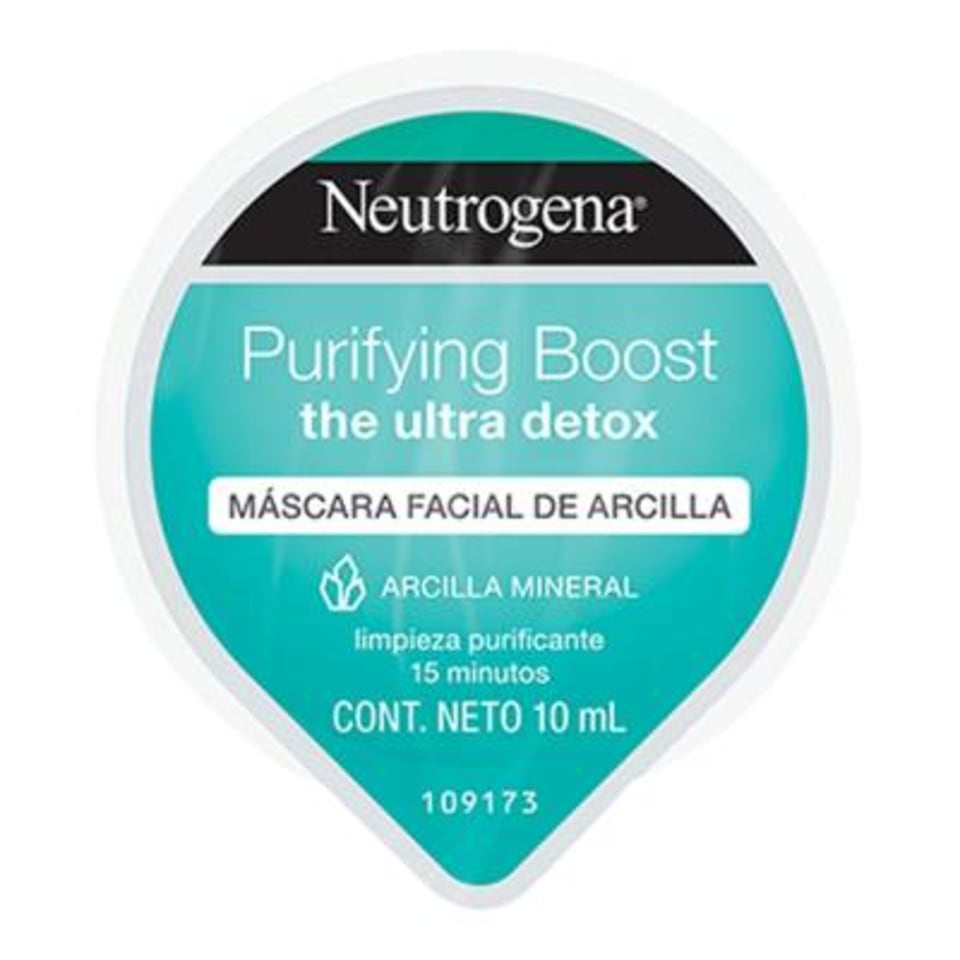 Neutrogena®
Purifying Boost
the ultra detox
MÁSCARA FACIAL DE ARCILLA
ARCILLA MINERAL
limpieza purificante
15 minutos
CONT. NETO 10 mL
109173